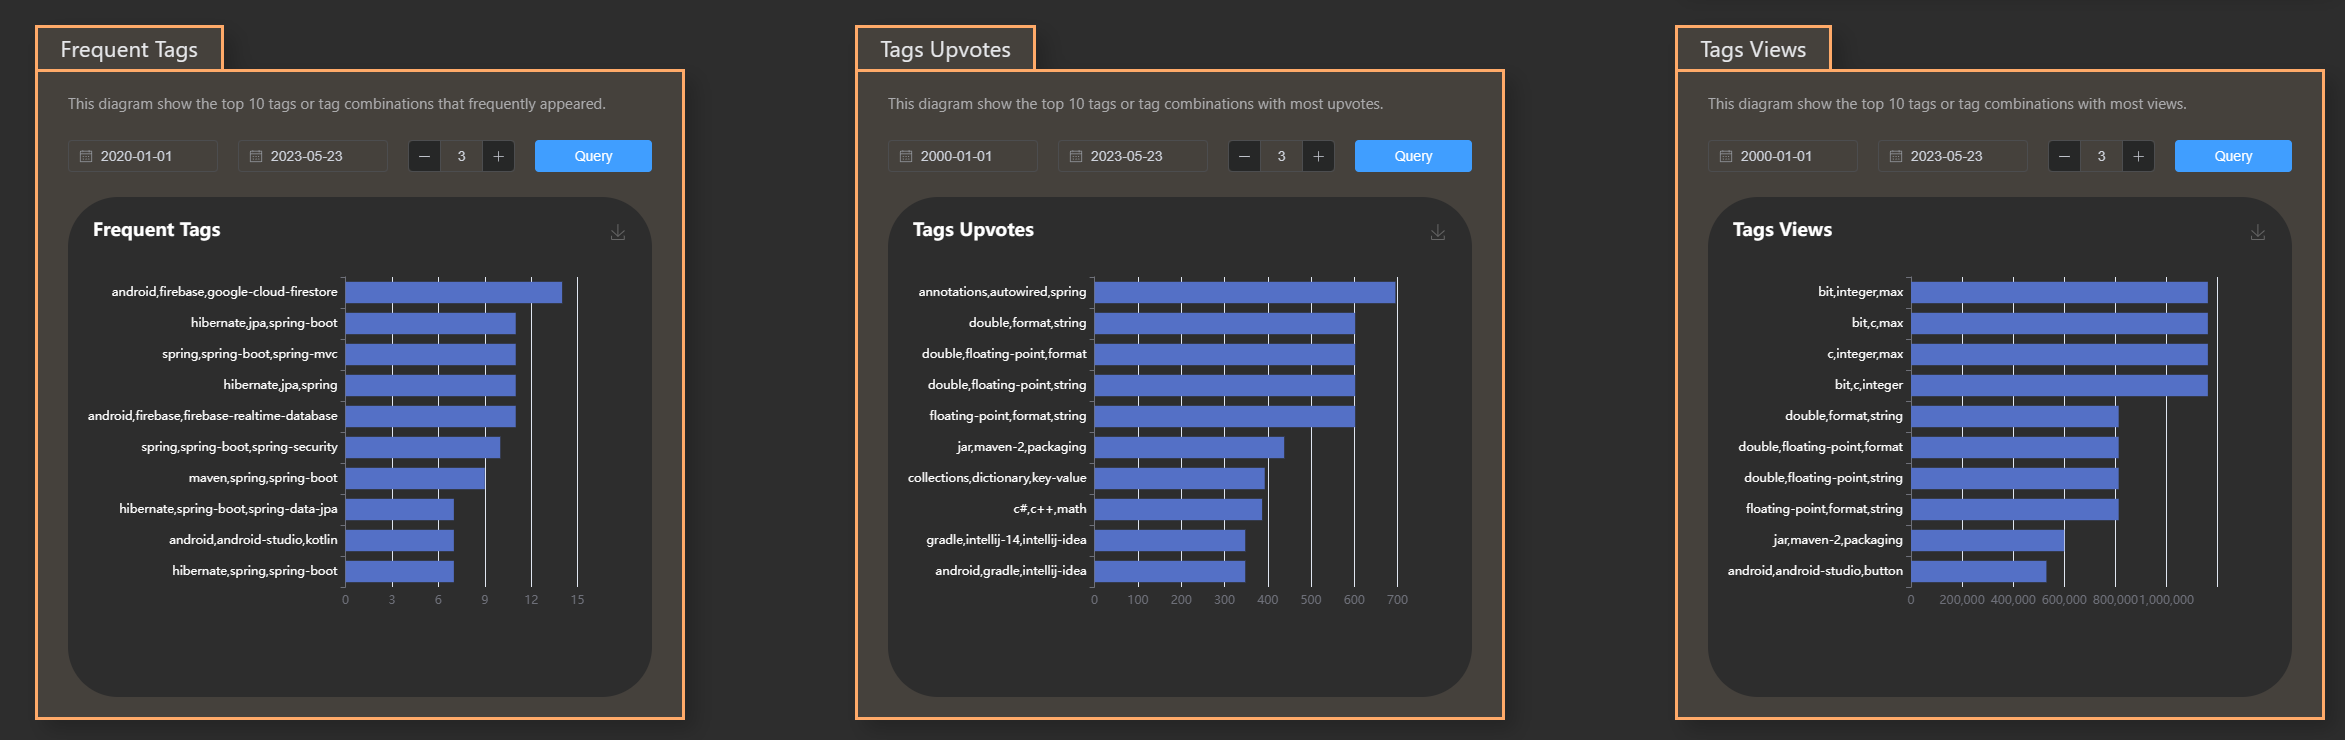 Frequent Tags
This diagram show the top 10 tags or tag combinations that frequently appeared.
2020-01-01
2023-05-23
3
Query
Frequent Tags
android,firebase,google-cloud-firestore
hibernate,jpa,spring-boot
spring,spring-boot,spring-mvc
hibernate,jpa,spring
android,firebase,firebase-realtime-database
spring,spring-boot,spring-security
maven,spring,spring-boot
hibernate,spring-boot,spring-data-jpa
android,android-studio,kotlin
hibernate,spring,spring-boot
0 3 6 9 12 15
Tags Upvotes
This diagram show the top 10 tags or tag combinations with most upvotes.
2000-01-01
2023-05-23
3
Query
Tags Upvotes
annotations,autowired,spring
double,format,string
double,floating-point,format
double,floating-point,string
floating-point,format,string
jar,maven-2,packaging
collections,dictionary,key-value
c#,c++,math
gradle,intellij-14,intellij-idea
android,gradle,intellij-idea
0 100 200 300 400 500 600 700
Tags Views
This diagram show the top 10 tags or tag combinations with most views.
2000-01-01
2023-05-23
3
Query
Tags Views
bit,integer,max
bit,c,max
c,integer,max
bit,c,integer
double,format,string
double,floating-point,format
double,floating-point,string
floating-point,format,string
jar,maven-2,packaging
android,android-studio,button
0 200,000 400,000 600,000 800,000 1,000,000